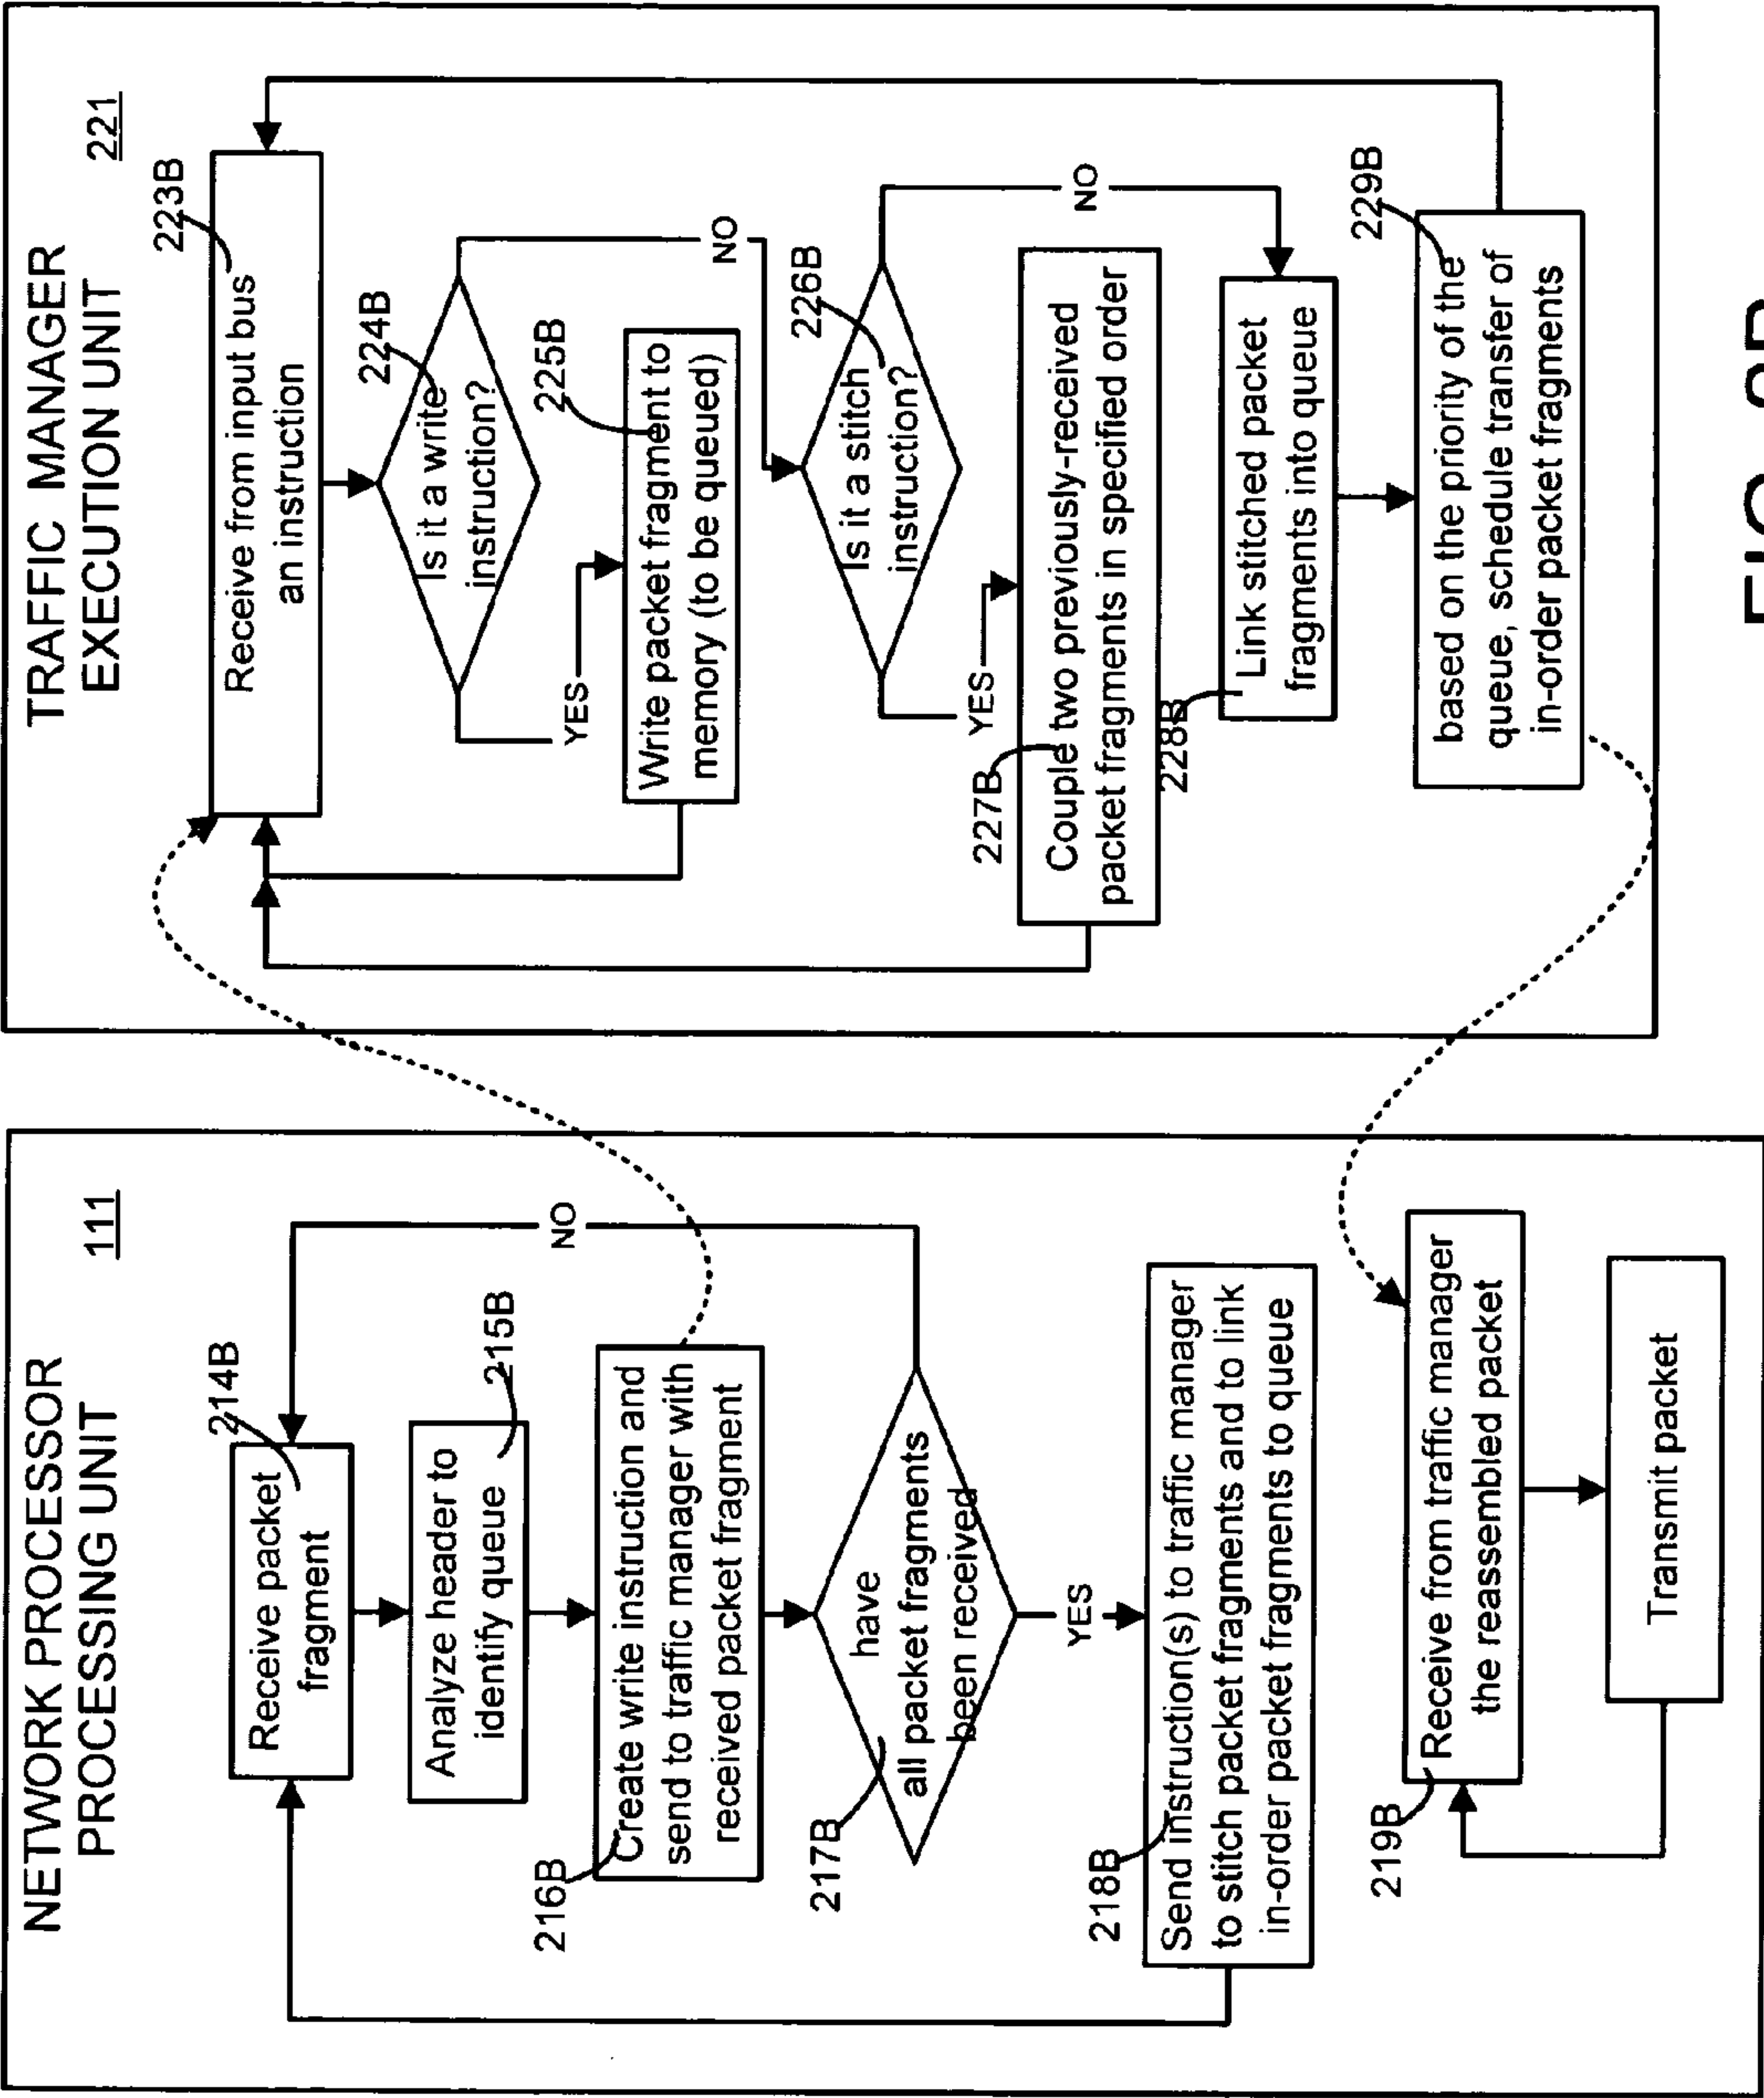 NETWORK PROCESSOR
PROCESSING UNIT
111
214B
Receive packet
fragment
Analyze header to
identify queue
215B
216B
Create write instruction and
send to traffic manager with
received packet fragment
217B
have
all packet fragments
been received
NO
YES
218B
Send instruction(s) to traffic manager
to stitch packet fragments and to link
in-order packet fragments to queue
219B
Receive from traffic manager
the reassembled packet
Transmit packet
TRAFFIC MANAGER
EXECUTION UNIT
221
223B
Receive from input bus
an instruction
224B
Is it a write
instruction?
YES
NO
225B
Write packet fragment to
memory (to be queued)
226B
Is it a stitch
instruction?
YES
NO
227B
Couple two previously-received
packet fragments in specified order
228B
Link stitched packet
fragments into queue
229B
based on the priority of the
queue, schedule transfer of
in-order packet fragments